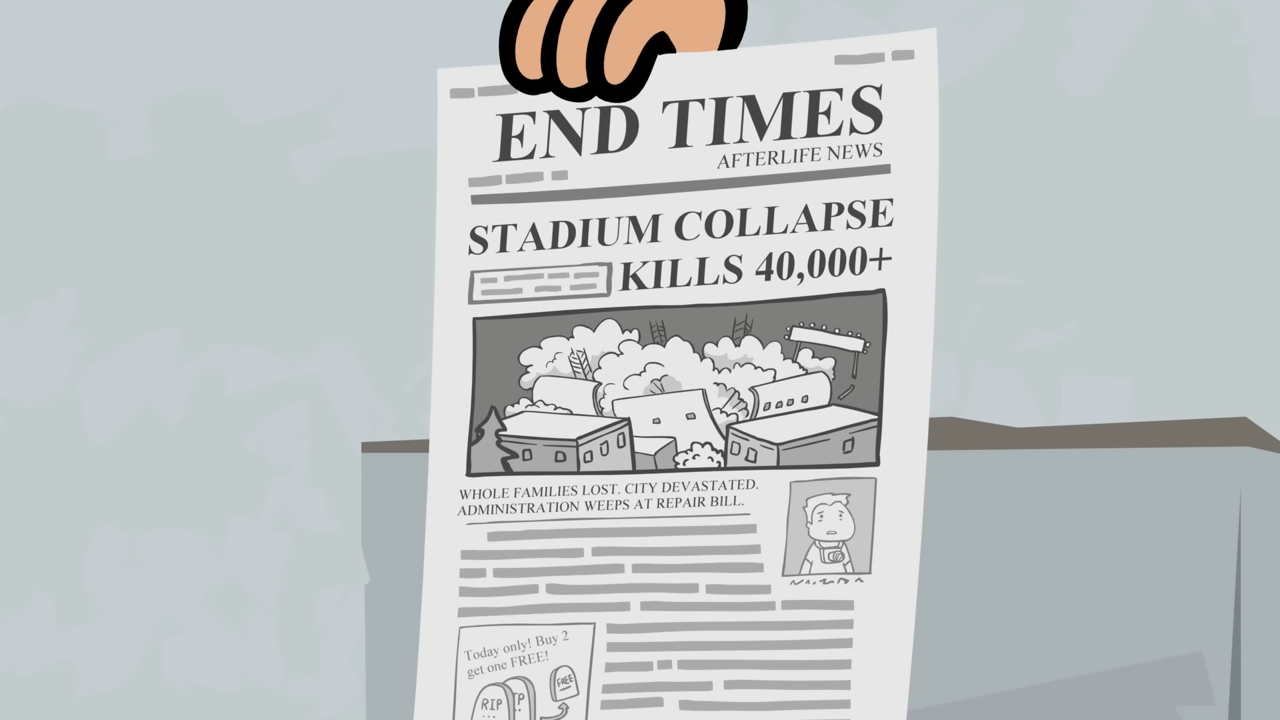 END TIMES
AFTERLIFE NEWS
STADIUM COLLAPSE
KILLS 40,000+
WHOLE FAMILIES LOST. CITY DEVASTATED.
ADMINISTRATION WEEPS AT REPAIR BILL.
Today only! Buy 2
get one FREE!
FREE
RIP